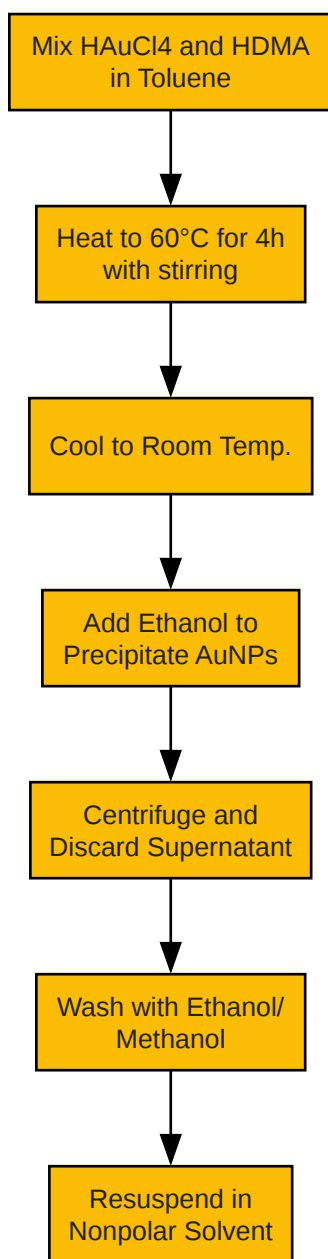 Mix HAuCl4 and HDMA
in Toluene
Heat to 60°C for 4h
with stirring
Cool to Room Temp.
Add Ethanol to
Precipitate AuNPs
Centrifuge and
Discard Supernatant
Wash with Ethanol/
Methanol
Resuspend in
Nonpolar Solvent